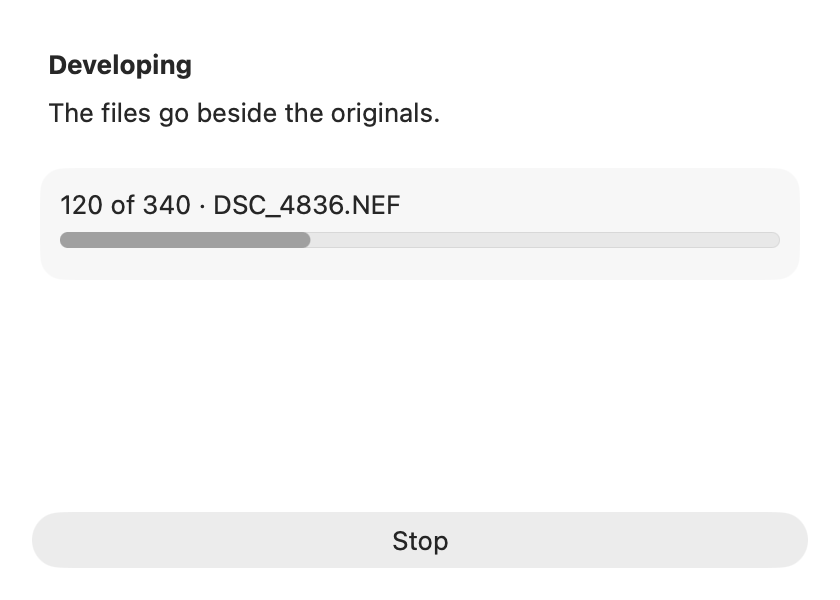 Developing
The files go beside the originals.
120 of 340 · DSC_4836.NEF
Stop